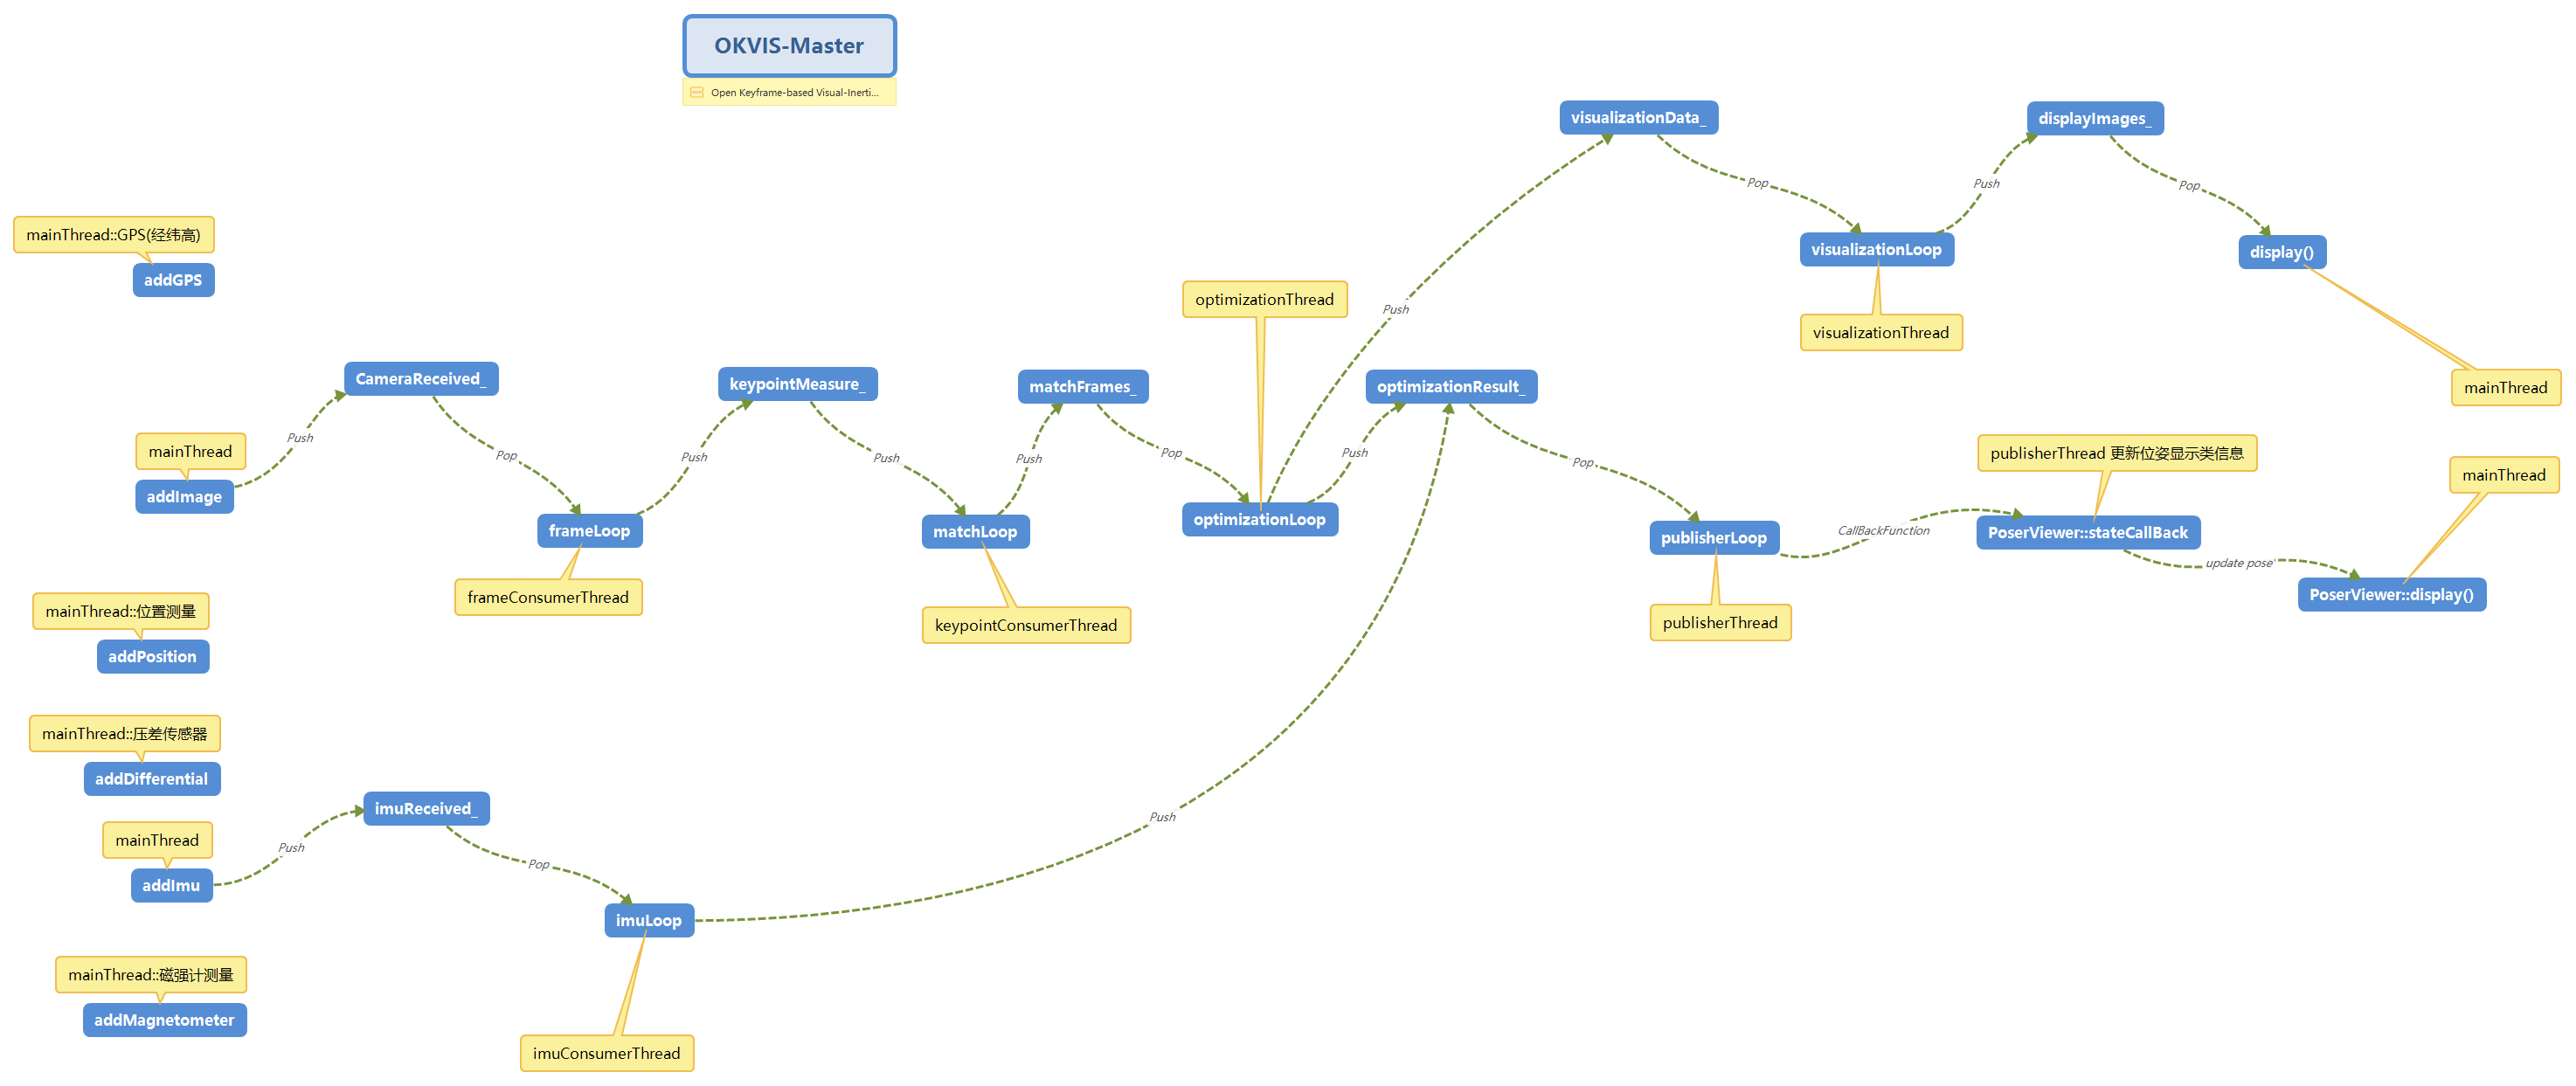 OKVIS-Master
Open Keyframe-based Visual-Inerti...
visualizationData_
displayImages_
Pop
Push
Pop
mainThread::GPS(经纬高)
addGPS
visualizationLoop
display()
optimizationThread
Push
visualizationThread
CameraReceived_
keypointMeasure_
matchFrames_
optimizationResult_
mainThread
mainThread
Push
Pop
Push
Push
Push
Pop
Push
Pop
publisherThread 更新位姿显示类信息
mainThread
addImage
frameLoop
matchLoop
optimizationLoop
publisherLoop
CallBackFunction
PoserViewer::stateCallBack
update pose
PoserViewer::display()
frameConsumerThread
keypointConsumerThread
publisherThread
mainThread::位置测量
addPosition
mainThread::压差传感器
addDifferential
imuReceived_
Push
mainThread
Push
Pop
addImu
imuLoop
mainThread::磁强计测量
addMagnetometer
imuConsumerThread